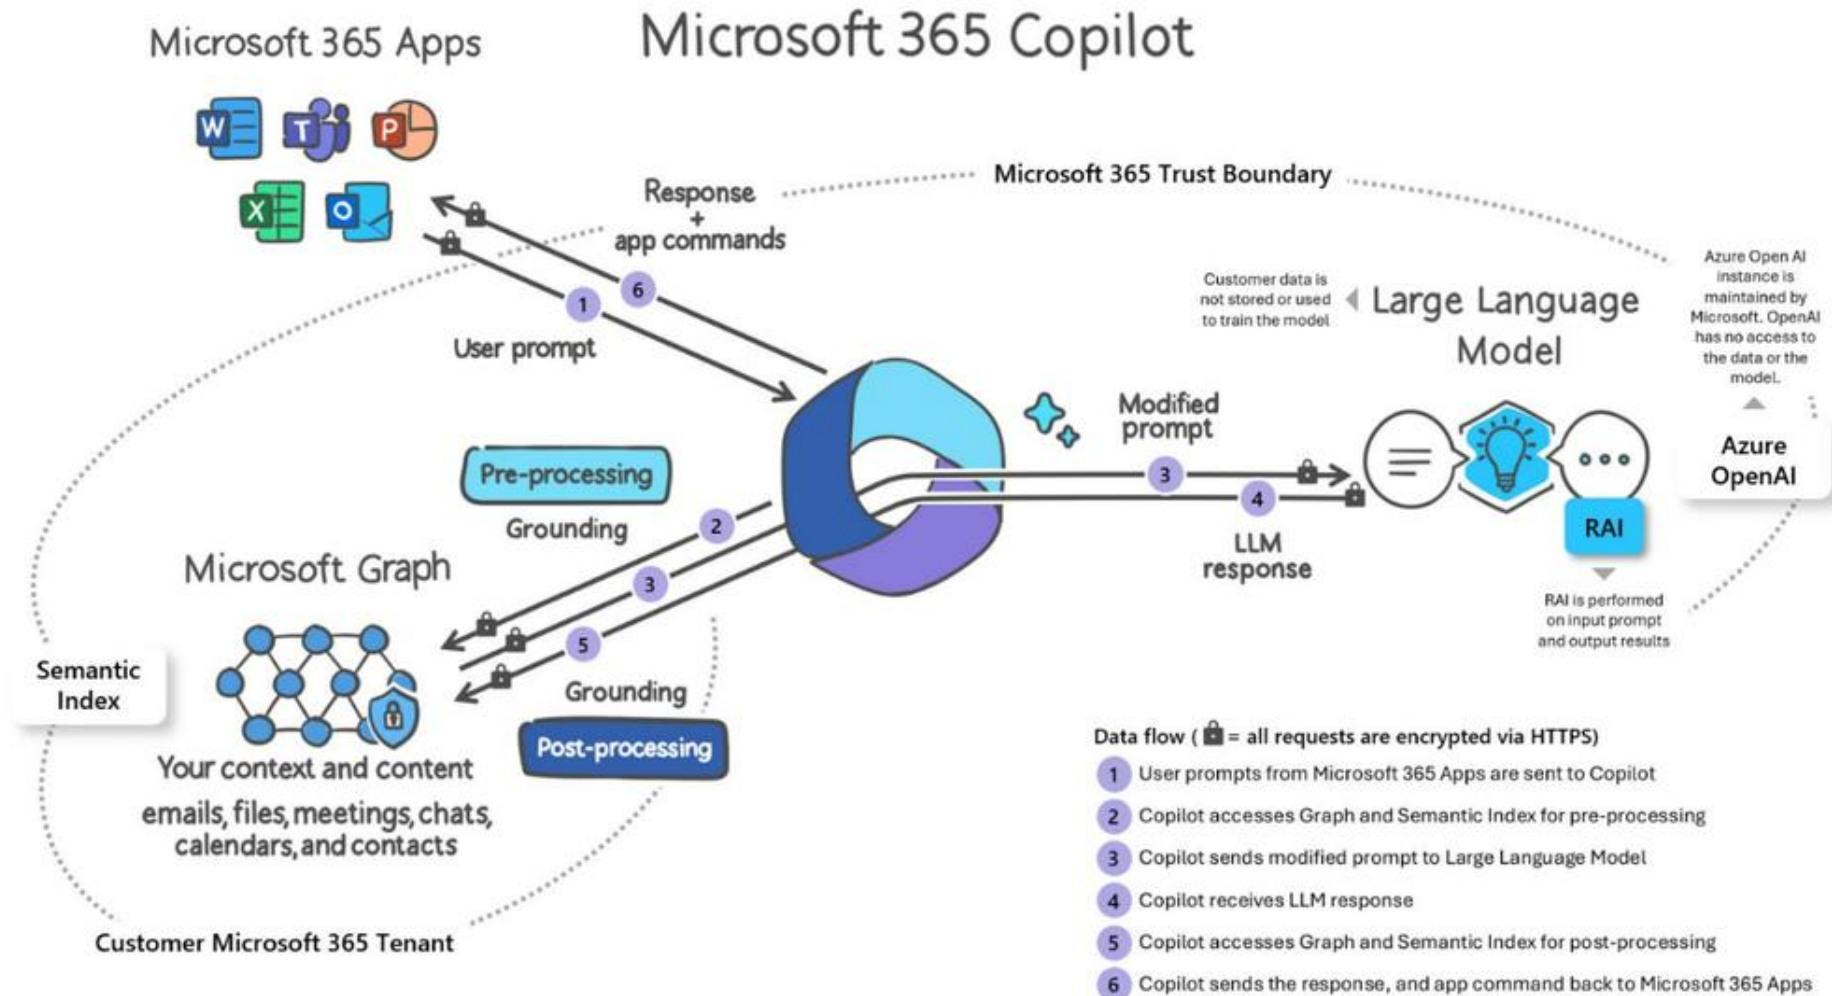 Microsoft 365 Apps
Microsoft 365 Copilot
W
T
P
X
O
Response
+
app commands
Microsoft 365 Trust Boundary
6
1
User prompt
Customer data is
not stored or used
to train the model
Large Language
Model
Azure Open AI
instance is
maintained by
Microsoft. OpenAI
has no access to
the data or the
model.
Modified
prompt
3
4
LLM
response
Azure
OpenAI
RAI
RAI is performed
on input prompt
and output results
Pre-processing
Grounding
2
3
5
Microsoft Graph
Semantic
Index
Grounding
Post-processing
Your context and content
emails, files, meetings, chats,
calendars, and contacts
Customer Microsoft 365 Tenant
Data flow ( = all requests are encrypted via HTTPS)
1 User prompts from Microsoft 365 Apps are sent to Copilot
2 Copilot accesses Graph and Semantic Index for pre-processing
3 Copilot sends modified prompt to Large Language Model
4 Copilot receives LLM response
5 Copilot accesses Graph and Semantic Index for post-processing
6 Copilot sends the response, and app command back to Microsoft 365 Apps